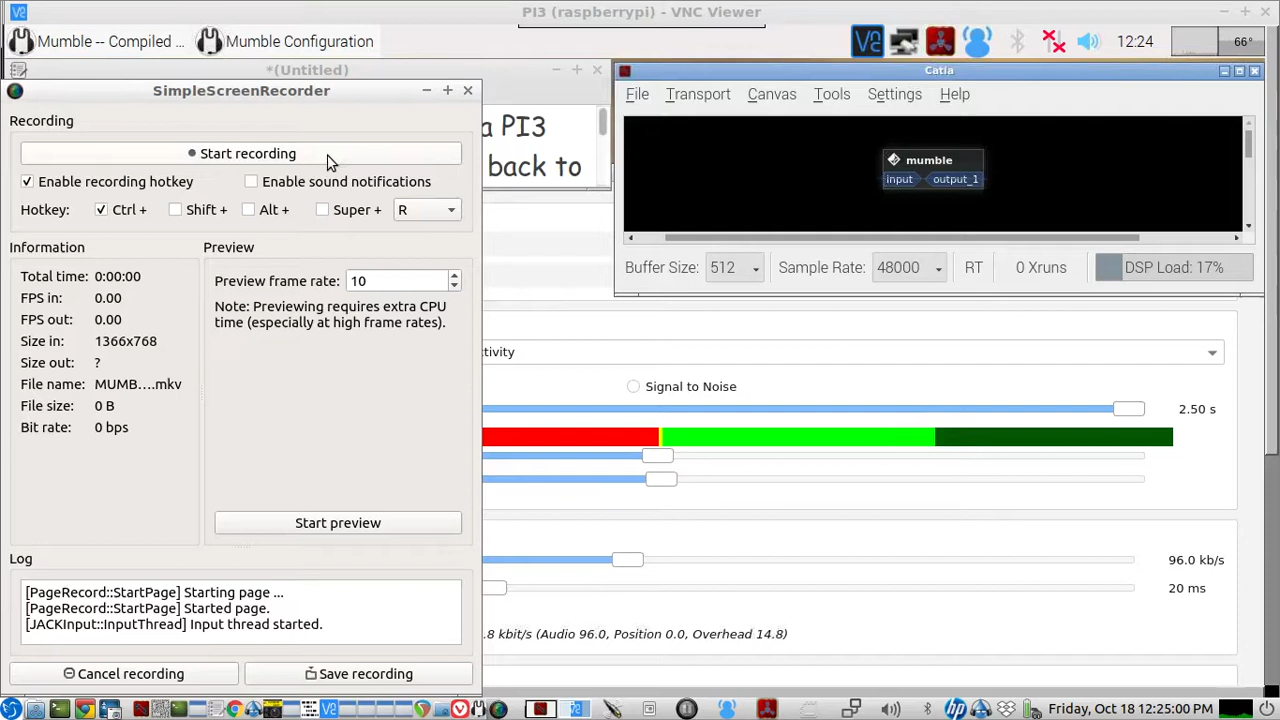 PI3 (raspberrypi) - VNC Viewer
Mumble -- Compiled ...
Mumble Configuration
12:24
66°
*(Untitled)
a PI3
back to
SimpleScreenRecorder
Recording
Start recording
Enable recording hotkey
Enable sound notifications
Hotkey:
Ctrl +
Shift +
Alt +
Super +
R
Information
Total time: 0:00:00
FPS in: 0.00
FPS out: 0.00
Size in: 1366x768
Size out: ?
File name: MUMB....mkv
File size: 0 B
Bit rate: 0 bps
Preview
Preview frame rate: 10
Note: Previewing requires extra CPU
time (especially at high frame rates).
Start preview
Log
[PageRecord::StartPage] Starting page ...
[PageRecord::StartPage] Started page.
[JACKInput::InputThread] Input thread started.
Cancel recording
Save recording
Catia
File Transport Canvas Tools Settings Help
mumble
input output_1
Buffer Size: 512
Sample Rate: 48000
RT
0 Xruns
DSP Load: 17%
ctivity
Signal to Noise
2.50 s
96.0 kb/s
20 ms
.8 kbit/s (Audio 96.0, Position 0.0, Overhead 14.8)
Friday, Oct 18 12:25:00 PM